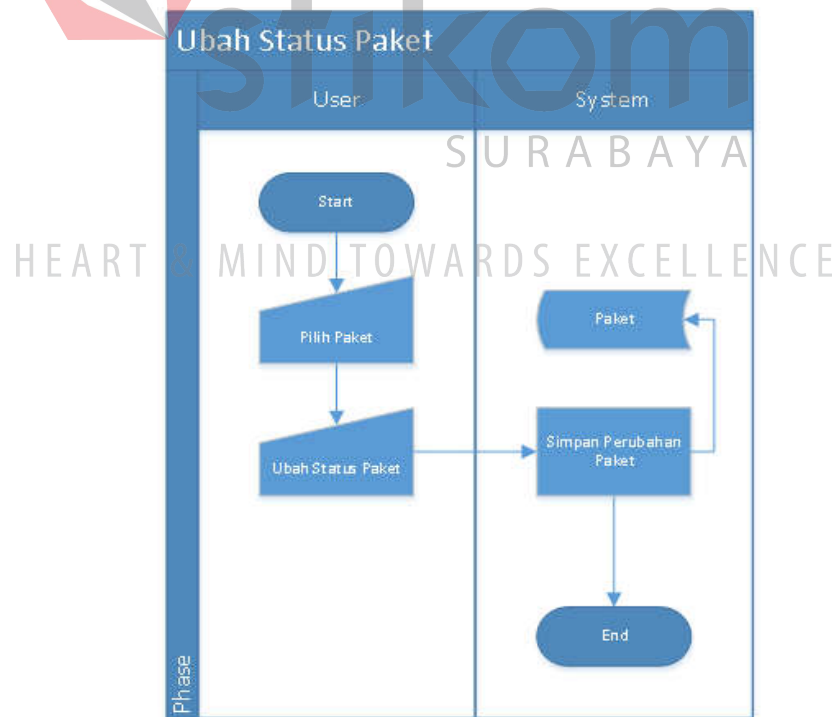 Ubah Status Paket
stikom
User
System
SURABAYA
Start
HEART & MIND TOWARDS EXCELLENCE
Pilih Paket
Paket
Ubah Status Paket
Simpan Perubahan
Paket
End
Phase